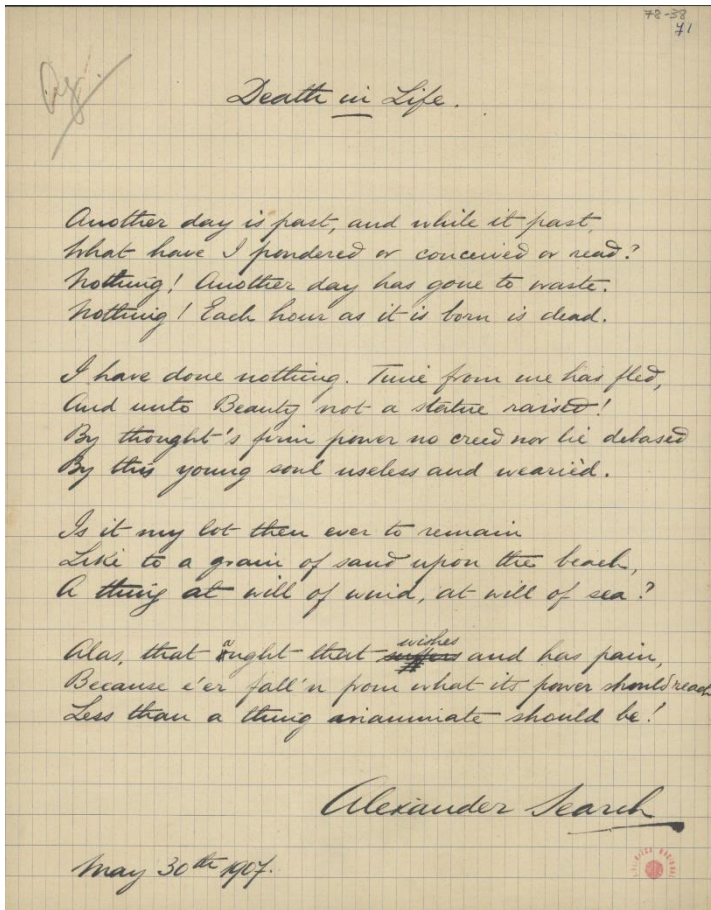 78-38
71
Death in Life.
Another day is past, and while it past,
What have I pondered or conceived or read?
Nothing! Another day has gone to waste.
Nothing! Each hour as it is born is dead.
I have done nothing. Time from me has fled,
And unto Beauty not a statue raised!
By thought's firm power no creed nor lie debased
By this young soul useless and wearièd.
Is it my lot then ever to remain
Like to a grain of sand upon the beach,
A thing at will of wind, at will of sea?
wishes
Alas, that aught that suffers and has pain,
Because e'er fall'n from what its power should reach
Less than a thing inanimate should be!
Alexander Search
May 30th 1907.